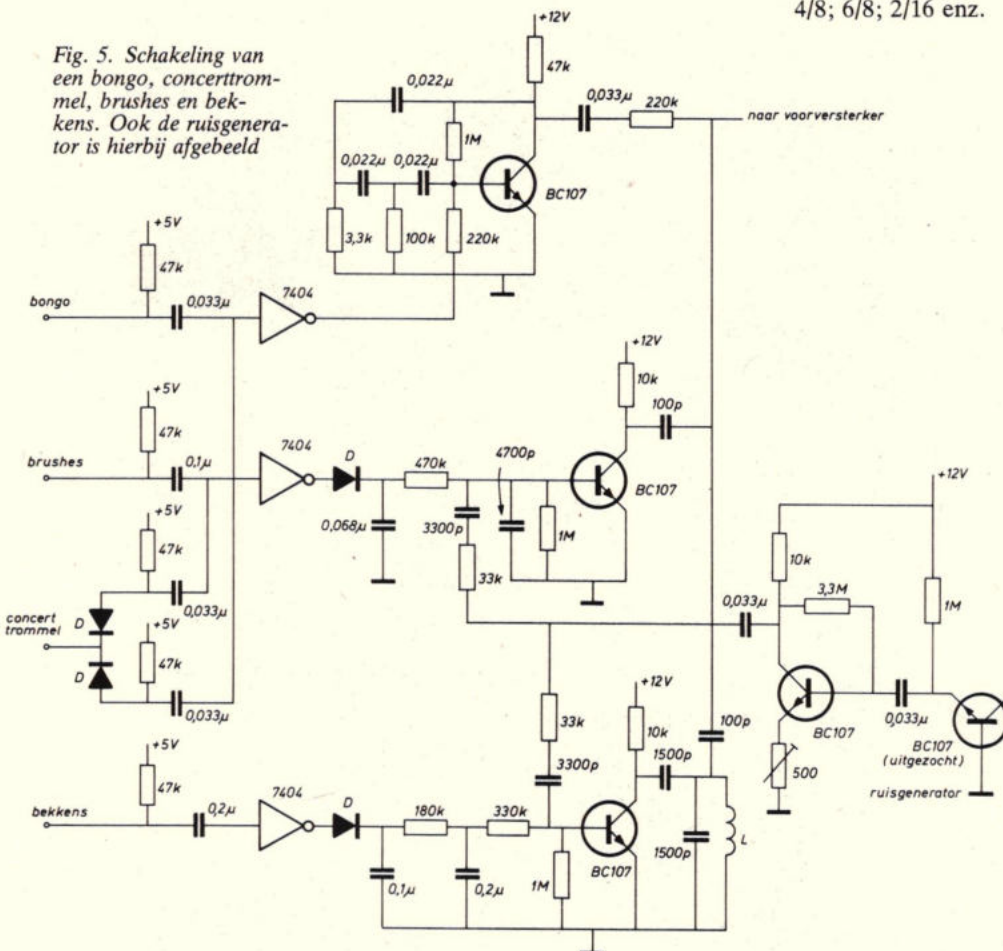 4/8; 6/8; 2/16 enz.
Fig. 5. Schakeling van
een bongo, concerttrom-
mel, brushes en bek-
kens. Ook de ruisgenera-
tor is hierbij afgebeeld
+12V
47k
0,022µ
0,033µ
220k
naar voorversterker
1M
0,022µ
0,022µ
BC107
3,3k
100k
220k
+5V
47k
bongo
0,033µ
7404
+12V
10k
100p
+5V
47k
brushes
0,1µ
7404
D
470k
4700p
BC107
0,068µ
3300p
1M
33k
+5V
47k
0,033µ
concert
trommel
D
D
+5V
47k
0,033µ
+12V
10k
3,3M
1M
0,033µ
BC107
0,033µ
BC107
(uitgezocht)
500
ruisgenerator
33k
3300p
+12V
10k
1500p
100p
+5V
47k
bekkens
0,2µ
7404
D
180k
330k
BC107
1500p
L
0,1µ
0,2µ
1M